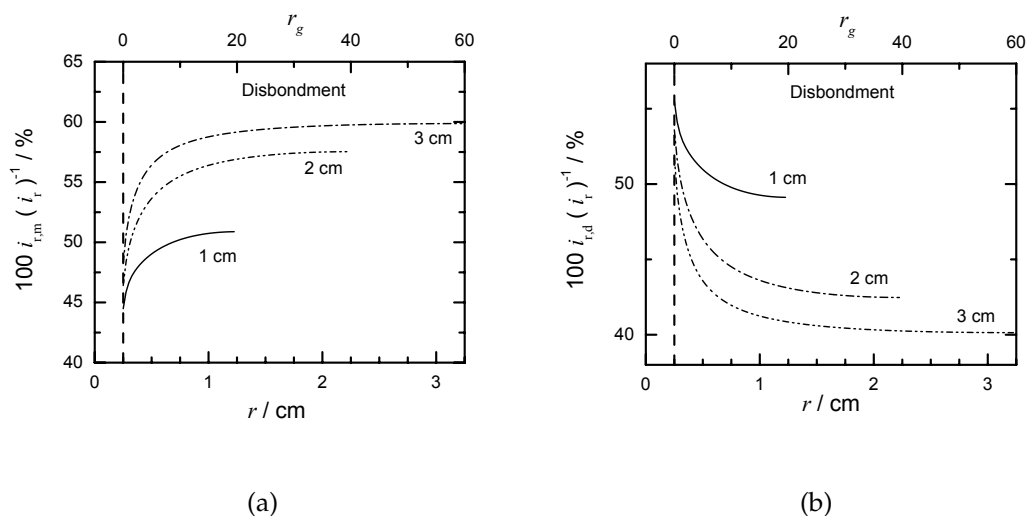 r_g
0 20 40 60
65
60
55
50
45
40
100 i_r,m ( i_r )^-1 / %
Disbondment
3 cm
2 cm
1 cm
0 1 2 3
r / cm
(a)
r_g
0 20 40 60
50
40
100 i_r,d ( i_r )^-1 / %
Disbondment
1 cm
2 cm
3 cm
0 1 2 3
r / cm
(b)